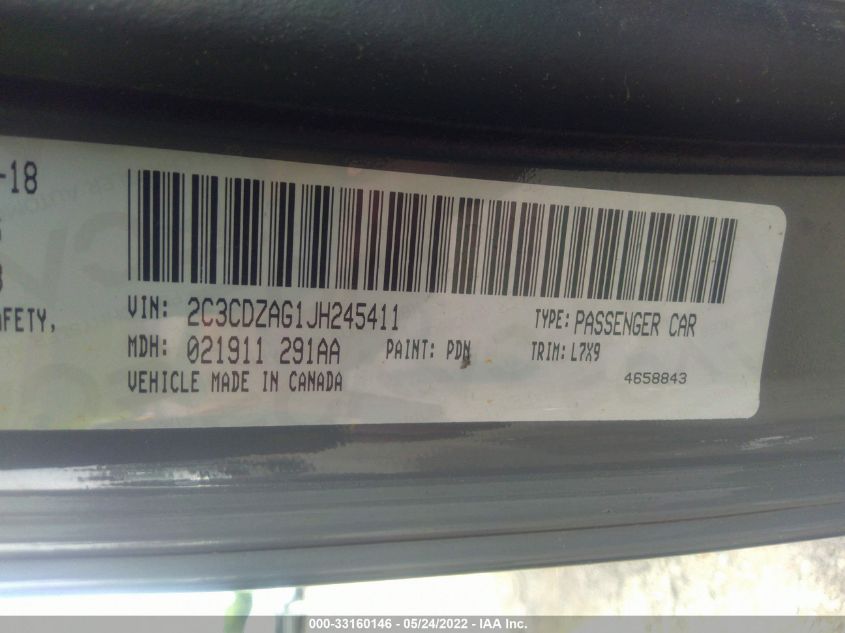 -18
AFETY,
VIN: 2C3CDZAG1JH245411
TYPE: PASSENGER CAR
MDH: 021911 291AA
PAINT: PDN
TRIM: L7X9
VEHICLE MADE IN CANADA
4658843
000-33160146 - 05/24/2022 - IAA Inc.